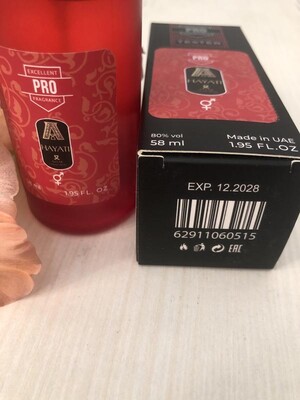 EXCELLENT
PRO
FRAGRANCE
HAYATI
1.95 FL. OZ
TESTER
PRO
HAYATI
80% vol
58 ml
Made in UAE
1.95 FL.OZ
EXP. 12.2028
62911060515
EAC